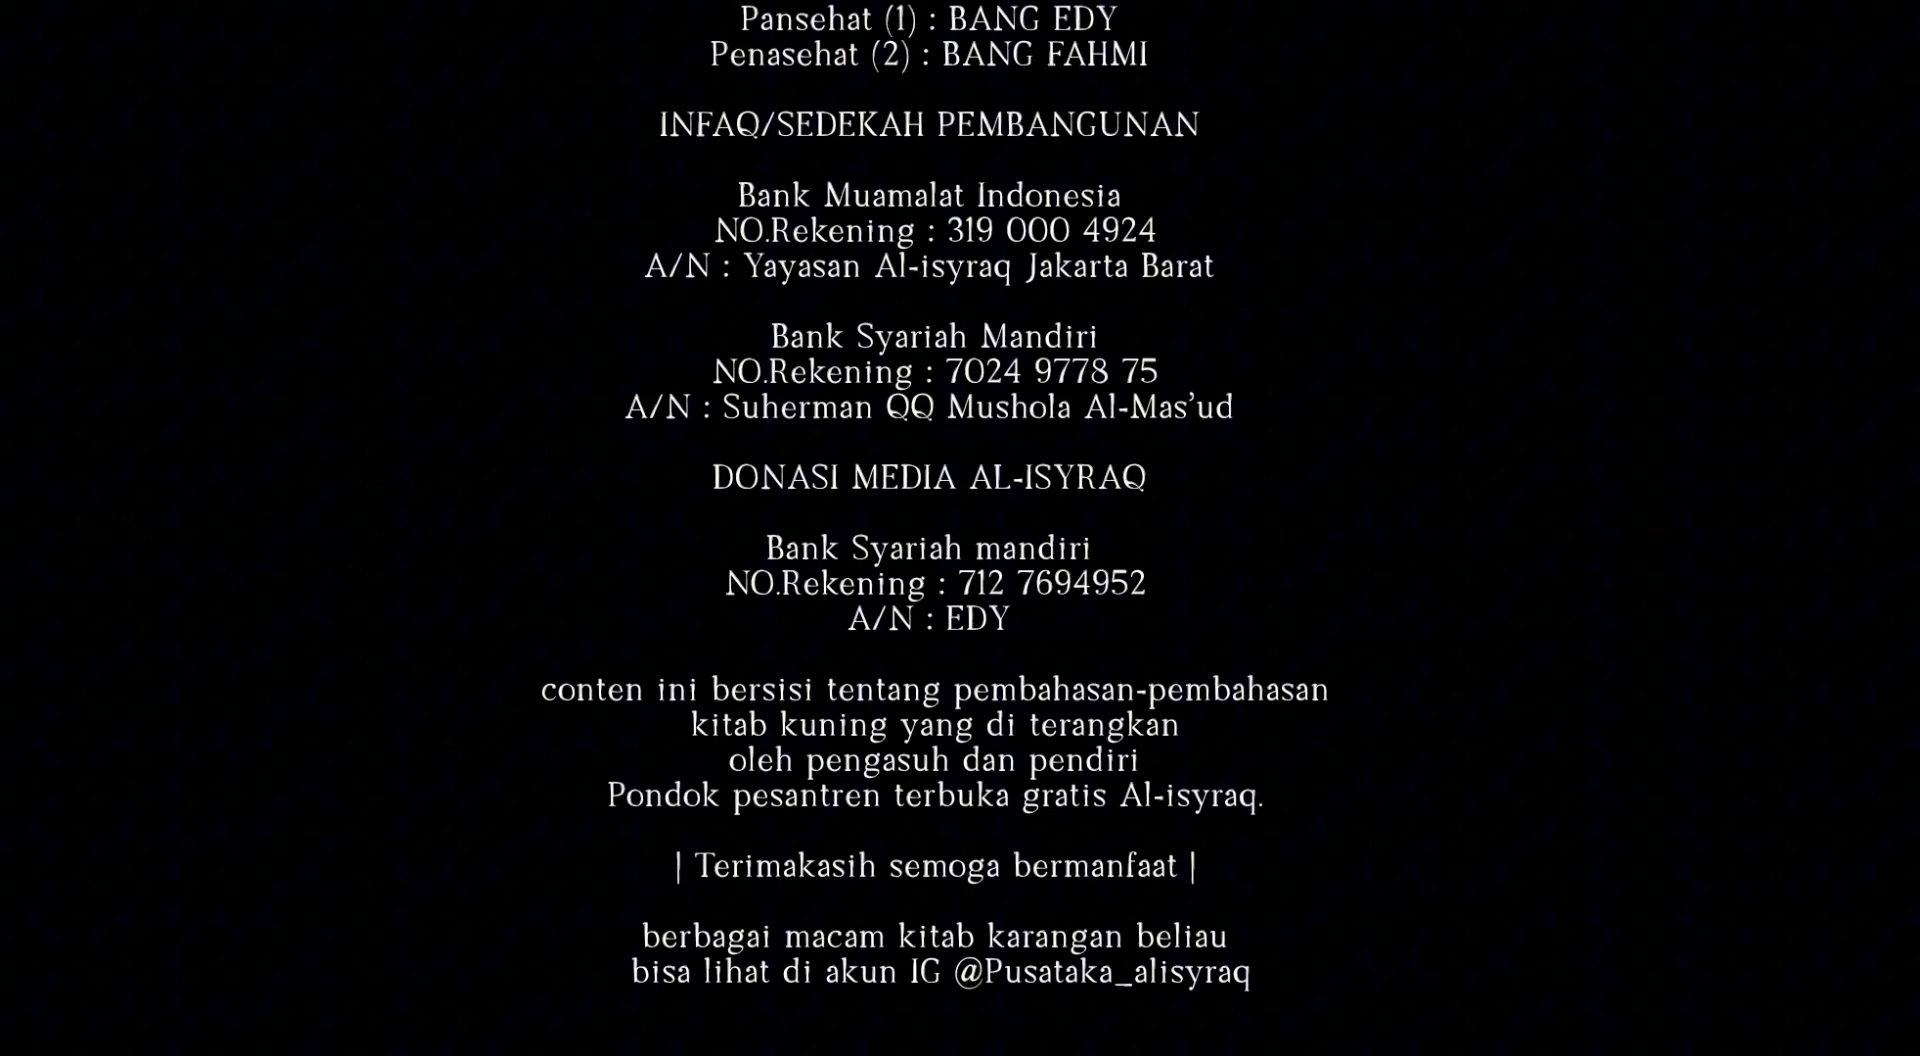 Pansehat (1) : BANG EDY
Penasehat (2) : BANG FAHMI
INFAQ/SEDEKAH PEMBANGUNAN
Bank Muamalat Indonesia
NO.Rekening : 319 000 4924
A/N : Yayasan Al-isyraq Jakarta Barat
Bank Syariah Mandiri
NO.Rekening : 7024 9778 75
A/N : Suherman QQ Mushola Al-Mas'ud
DONASI MEDIA AL-ISYRAQ
Bank Syariah mandiri
NO.Rekening : 712 7694952
A/N : EDY
conten ini bersisi tentang pembahasan-pembahasan
kitab kuning yang di terangkan
oleh pengasuh dan pendiri
Pondok pesantren terbuka gratis Al-isyraq.
| Terimakasih semoga bermanfaat |
berbagai macam kitab karangan beliau
bisa lihat di akun IG @Pusataka_alisyraq